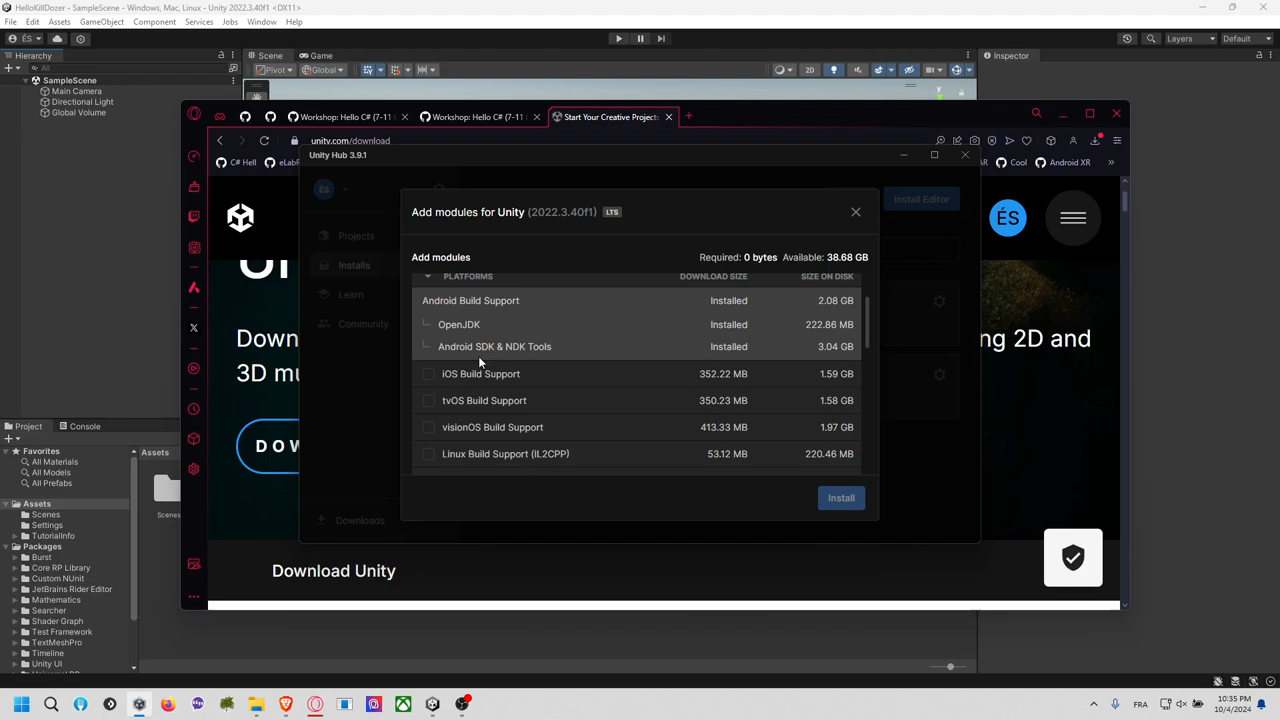 HelloKillDozer - SampleScene - Windows, Mac, Linux - Unity 2022.3.40f1 <DX11>
File Edit Assets GameObject Component Services Jobs Window Help
ÉS
Layers Default
Hierarchy
Scene Game
Inspector
All
Pivot Global
2D
SampleScene
Main Camera
Directional Light
Global Volume
y
Workshop: Hello C# (7-11
Workshop: Hello C# (7-11
Start Your Creative Projects
unity.com/download
C# Hell
eLabF
AR
Cool
Android XR
Unity Hub 3.9.1
ÉS
Install Editor
ÉS
Projects
Installs
Learn
Community
Downloads
Add modules for Unity (2022.3.40f1) LTS
Add modules
Required: 0 bytes Available: 38.68 GB
PLATFORMS DOWNLOAD SIZE SIZE ON DISK
Android Build Support Installed 2.08 GB
OpenJDK Installed 222.86 MB
Android SDK & NDK Tools Installed 3.04 GB
iOS Build Support 352.22 MB 1.59 GB
tvOS Build Support 350.23 MB 1.58 GB
visionOS Build Support 413.33 MB 1.97 GB
Linux Build Support (IL2CPP) 53.12 MB 220.46 MB
Install
Down
ng 2D and
3D mu
DOW
Download Unity
Project Console
Favorites
All Materials
All Models
All Prefabs
Assets
Scenes
Settings
TutorialInfo
Packages
Burst
Core RP Library
Custom NUnit
JetBrains Rider Editor
Mathematics
Searcher
Shader Graph
Test Framework
TextMeshPro
Timeline
Unity UI
Assets
Scenes
FRA
10:35 PM
10/4/2024